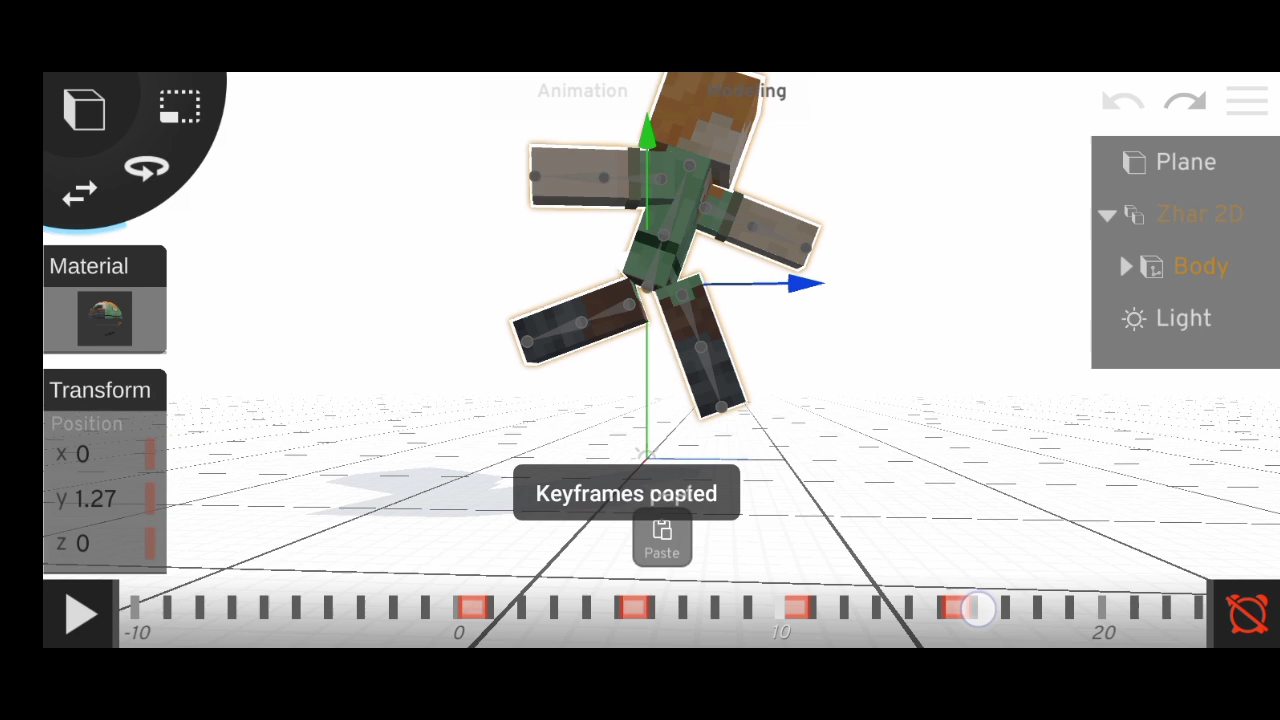 Animation
Modeling
Material
Transform
Position
x 0
y 1.27
z 0
Plane
Zhar 2D
Body
Light
Keyframes
Paste
-10
0
10
20